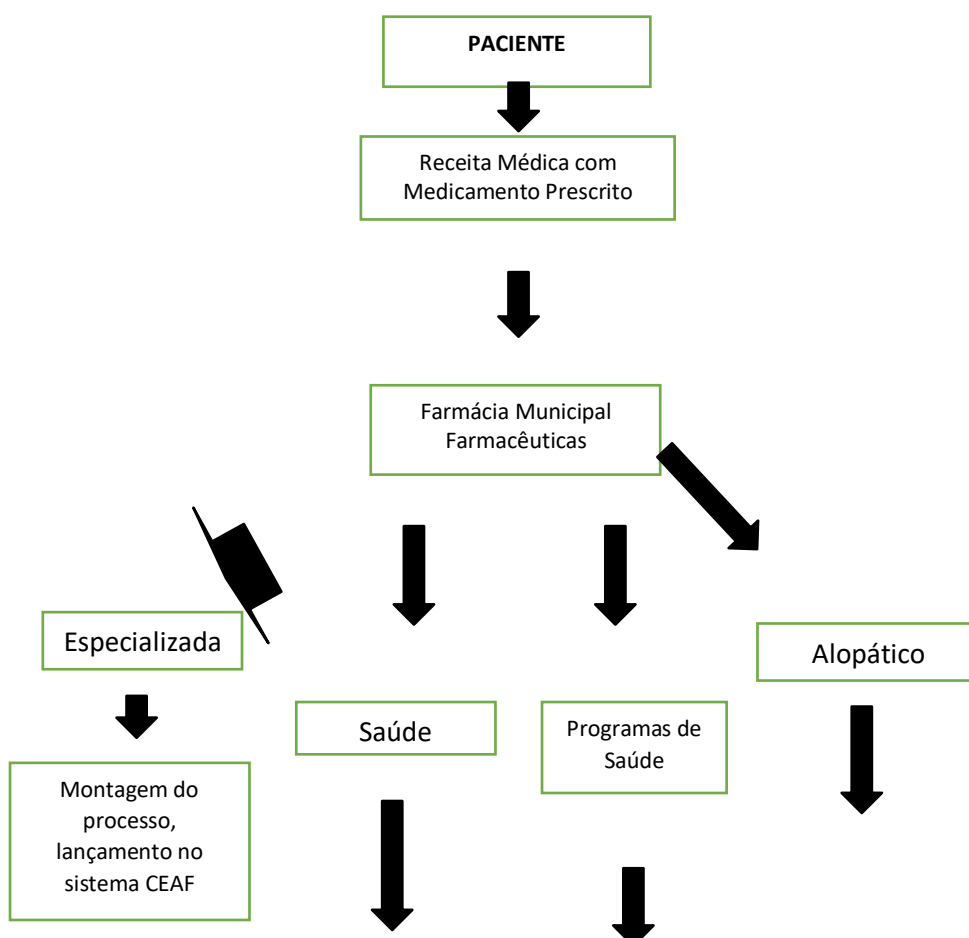 PACIENTE
Receita Médica com
Medicamento Prescrito
Farmácia Municipal
Farmacêuticas
Especializada
Alopático
Saúde
Programas de
Saúde
Montagem do
processo,
lançamento no
sistema CEAF